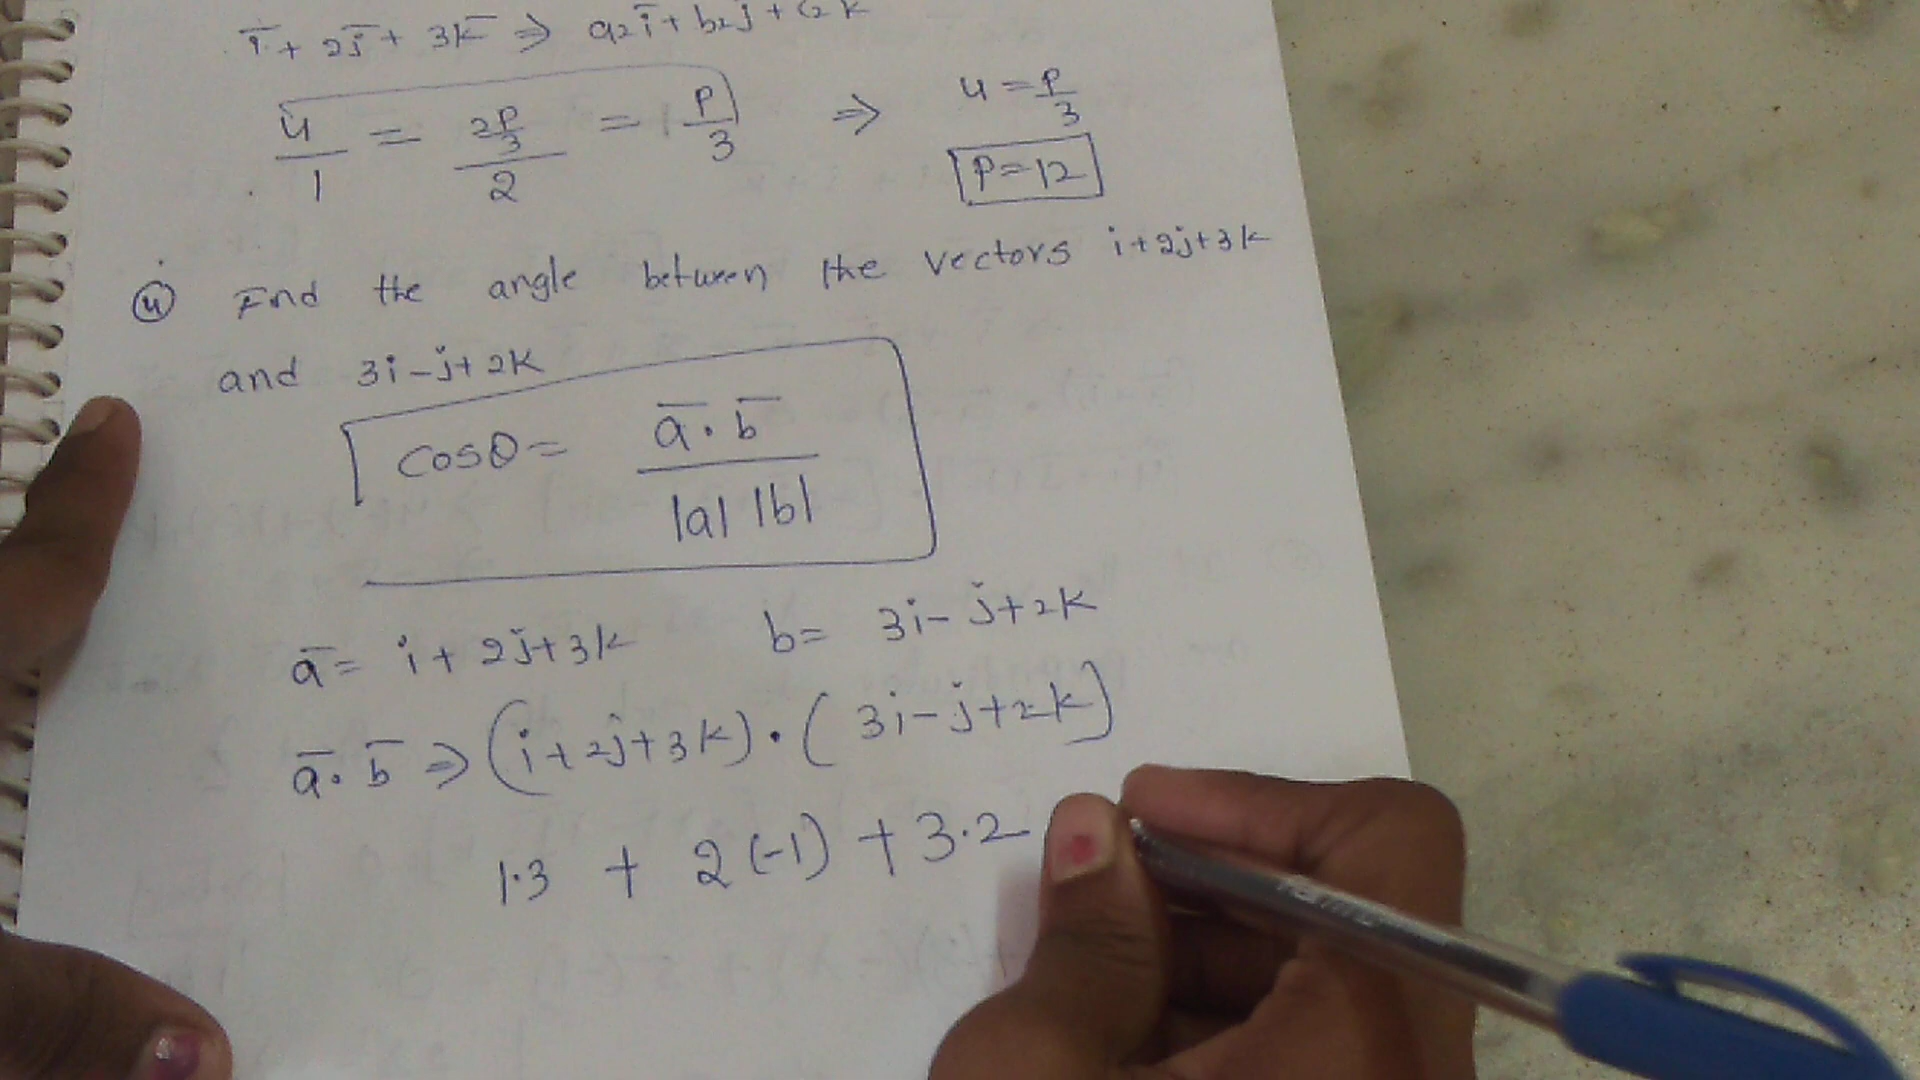 i̅ + 2j̅ + 3k̅ ⇒ a₂i̅ + b₂j + c₂k
4/1 = (2p/3)/2 = p/3 ⇒ 4 = p/3
p=12
④ Find the angle between the vectors i+2j+3k
and 3i-j+2k
cosθ = a̅·b̅ / |a| |b|
a̅ = i+2j+3k b= 3i-j+2k
a̅·b̅ ⇒ (i+2j+3k)·(3i-j+2k)
1·3 + 2(-1) + 3·2